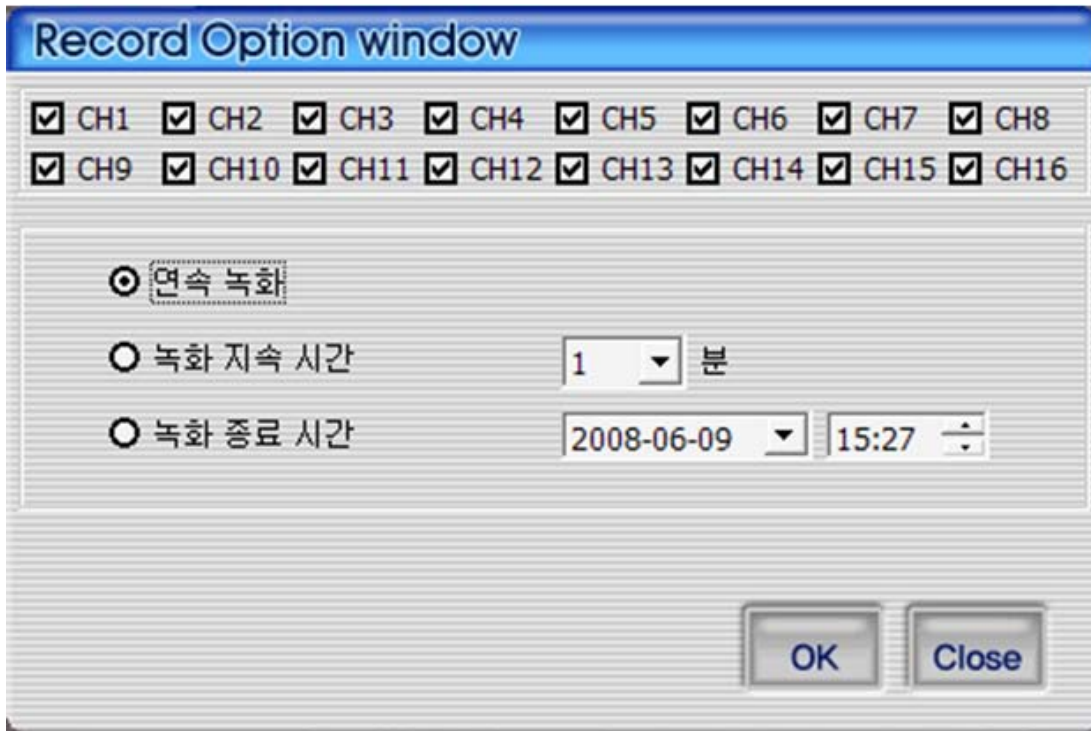 Record Option window
CH1 CH2 CH3 CH4 CH5 CH6 CH7 CH8
CH9 CH10 CH11 CH12 CH13 CH14 CH15 CH16
연속 녹화
녹화 지속 시간 1 분
녹화 종료 시간 2008-06-09 15:27
OK Close